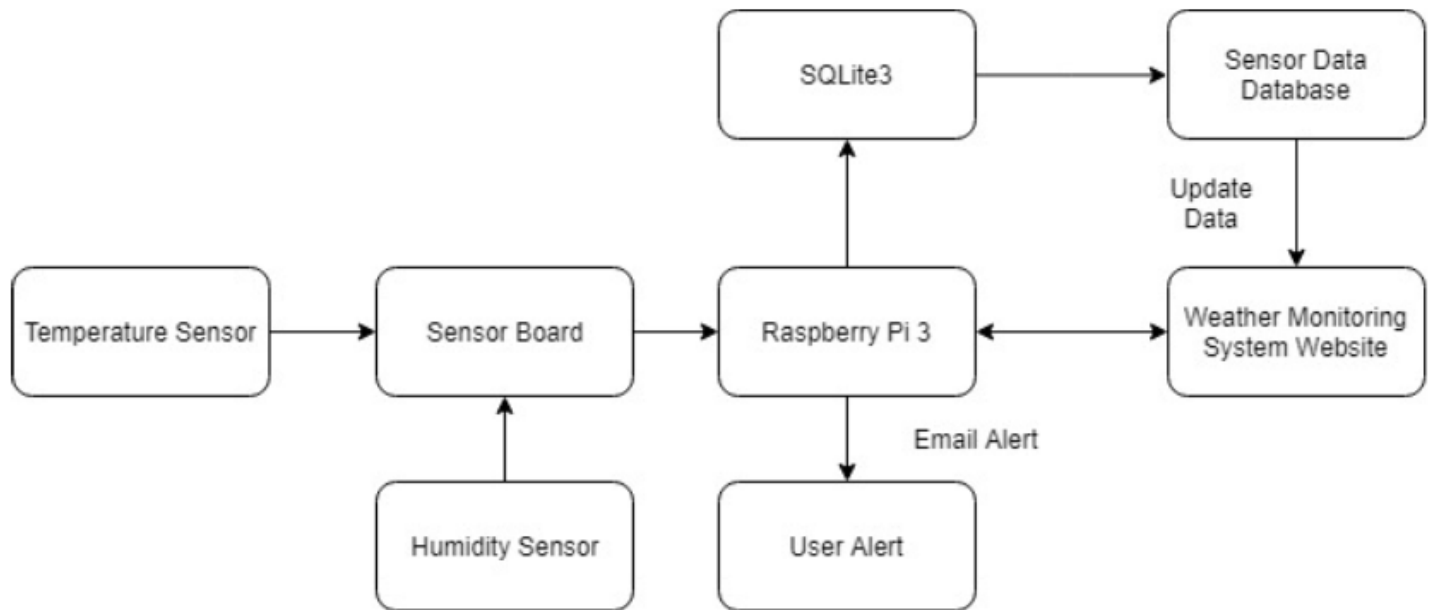 SQLite3
Sensor Data
Database
Update
Data
Temperature Sensor
Sensor Board
Raspberry Pi 3
Weather Monitoring
System Website
Email Alert
Humidity Sensor
User Alert